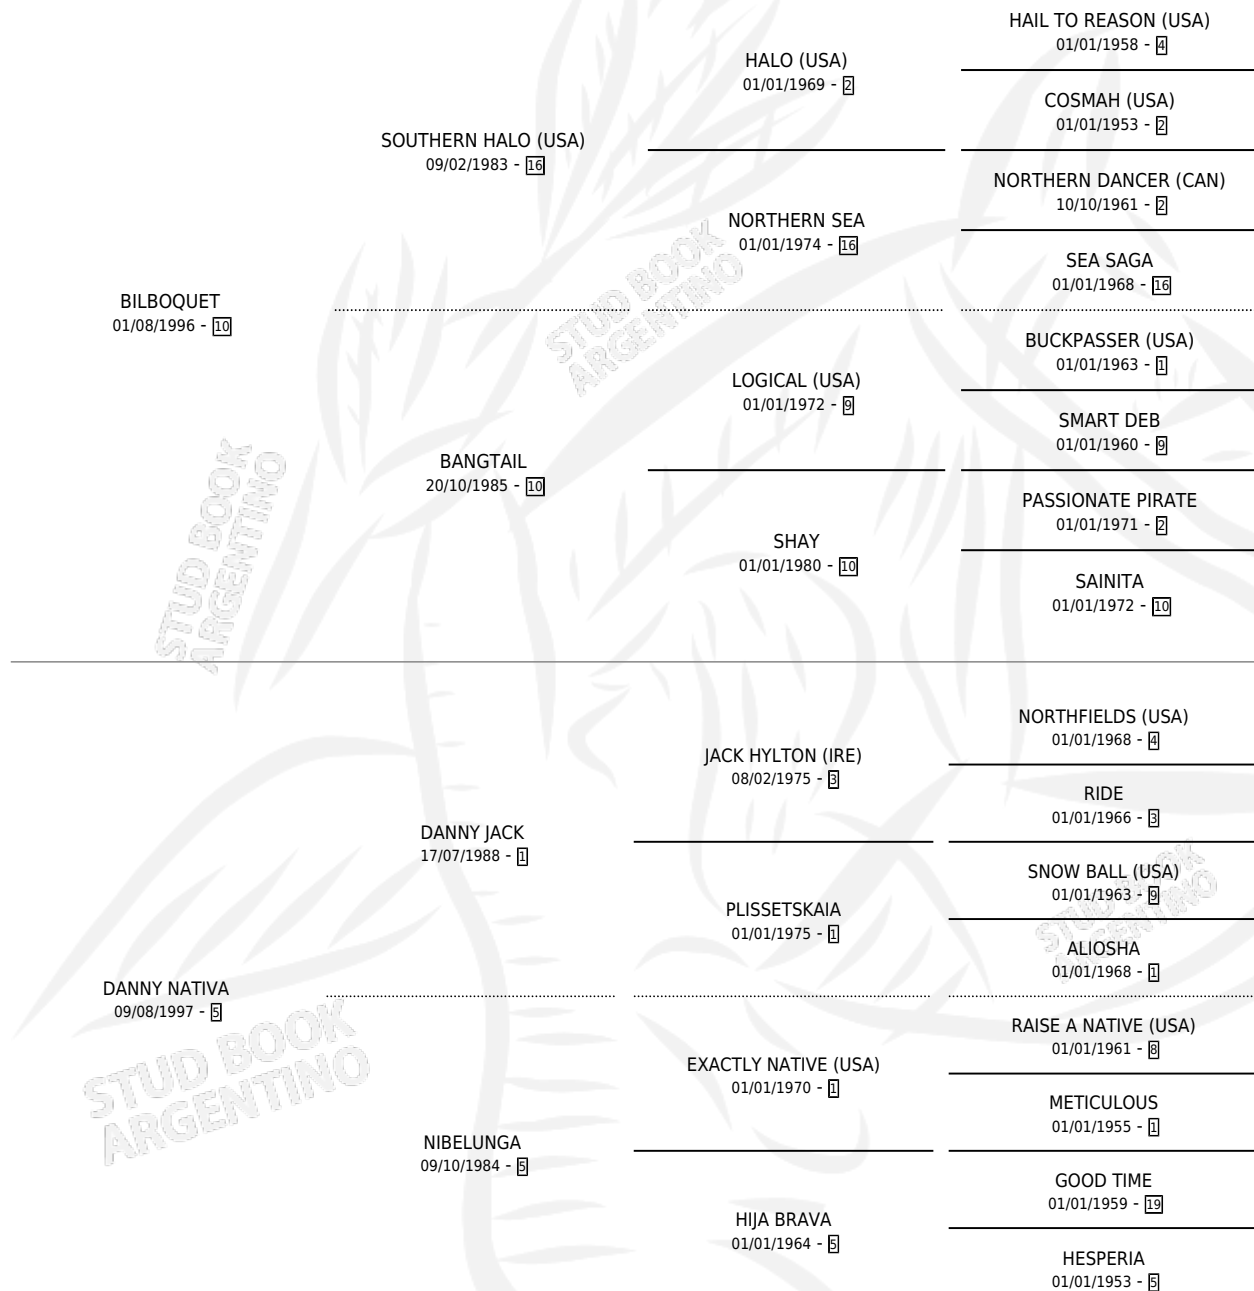 HAIL TO REASON (USA)
01/01/1958 - 4
HALO (USA)
01/01/1969 - 2
COSMAH (USA)
01/01/1953 - 2
SOUTHERN HALO (USA)
09/02/1983 - 16
NORTHERN DANCER (CAN)
10/10/1961 - 2
NORTHERN SEA
01/01/1974 - 16
SEA SAGA
01/01/1968 - 16
BILBOQUET
01/08/1996 - 10
STUD BOOK
ARGENTINO
BUCKPASSER (USA)
01/01/1963 - 1
LOGICAL (USA)
01/01/1972 - 9
SMART DEB
01/01/1960 - 9
BANGTAIL
20/10/1985 - 10
PASSIONATE PIRATE
01/01/1971 - 2
SHAY
01/01/1980 - 10
SAINITA
01/01/1972 - 10
STUD BOOK
ARGENTINO
NORTHFIELDS (USA)
01/01/1968 - 4
JACK HYLTON (IRE)
08/02/1975 - 3
RIDE
01/01/1966 - 3
DANNY JACK
17/07/1988 - 1
SNOW BALL (USA)
01/01/1963 - 9
PLISSETSKAIA
01/01/1975 - 1
STUD BOOK
ARGENTINO
ALIOSHA
01/01/1968 - 1
DANNY NATIVA
09/08/1997 - 5
STUD BOOK
ARGENTINO
RAISE A NATIVE (USA)
01/01/1961 - 8
EXACTLY NATIVE (USA)
01/01/1970 - 1
METICULOUS
01/01/1955 - 1
NIBELUNGA
09/10/1984 - 5
GOOD TIME
01/01/1959 - 19
HIJA BRAVA
01/01/1964 - 5
HESPERIA
01/01/1953 - 5